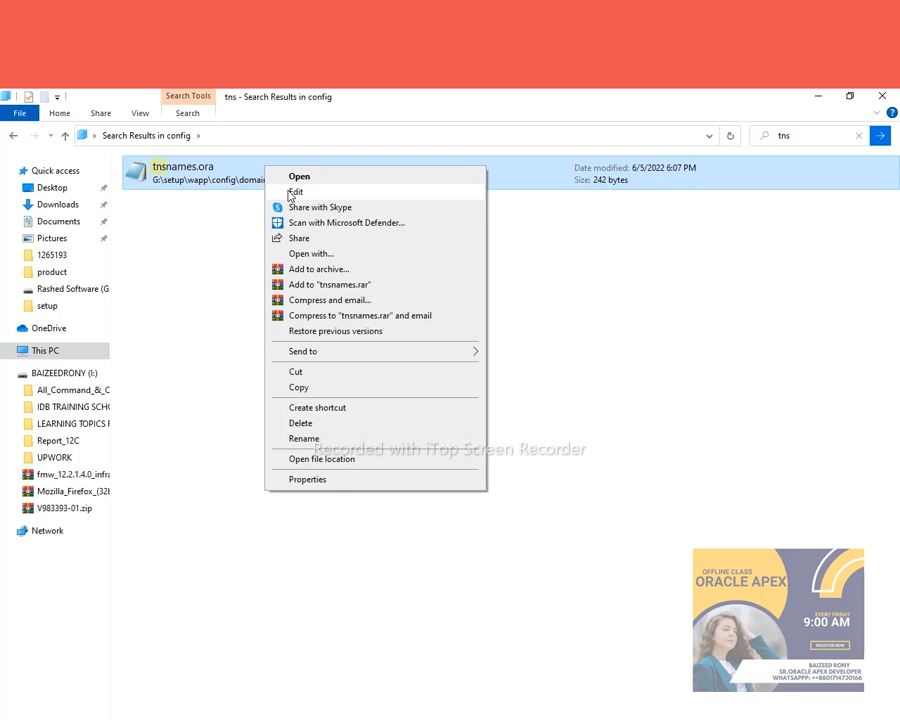 Search Tools
tns - Search Results in config
File
Home
Share
View
Search
Search Results in config
tns
Quick access
Desktop
Downloads
Documents
Pictures
1265193
product
Rashed Software (G:
setup
OneDrive
This PC
BAIZEEDRONY (I:)
All_Command_&_C
IDB TRAINING SCH
LEARNING TOPICS F
Report_12C
UPWORK
fmw_12.2.1.4.0_infra
Mozilla_Firefox_(32b
V983393-01.zip
Network
tnsnames.ora
G:\setup\wapp\config\domain
Date modified: 6/5/2022 6:07 PM
Size: 242 bytes
Open
Edit
Share with Skype
Scan with Microsoft Defender...
Share
Open with...
Add to archive...
Add to "tnsnames.rar"
Compress and email...
Compress to "tnsnames.rar" and email
Restore previous versions
Send to
Cut
Copy
Create shortcut
Delete
Rename
Open file location
Properties
Recorded with iTop Screen Recorder
OFFLINE CLASS
ORACLE APEX
EVERY FRIDAY
9:00 AM
REGISTER NOW
BAIZEED RONY
SR.ORACLE APEX DEVELOPER
WHATSAPPP: ++8801714730166